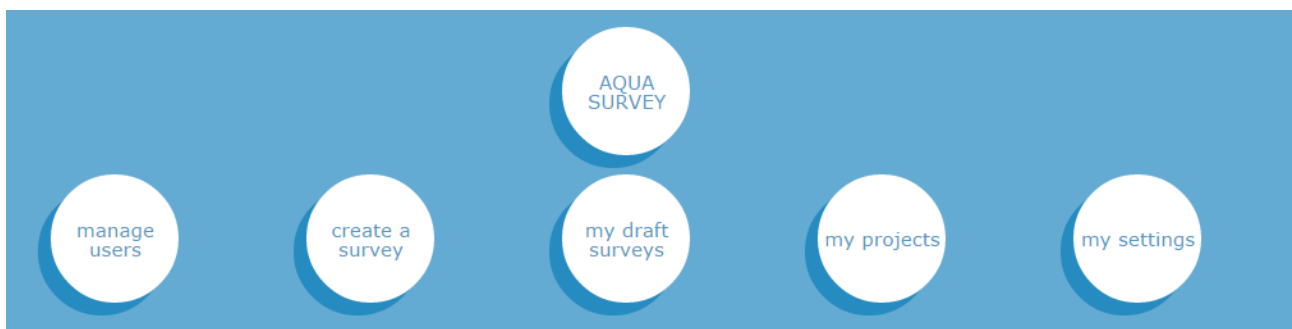 AQUA
SURVEY
manage
users
create a
survey
my draft
surveys
my projects
my settings